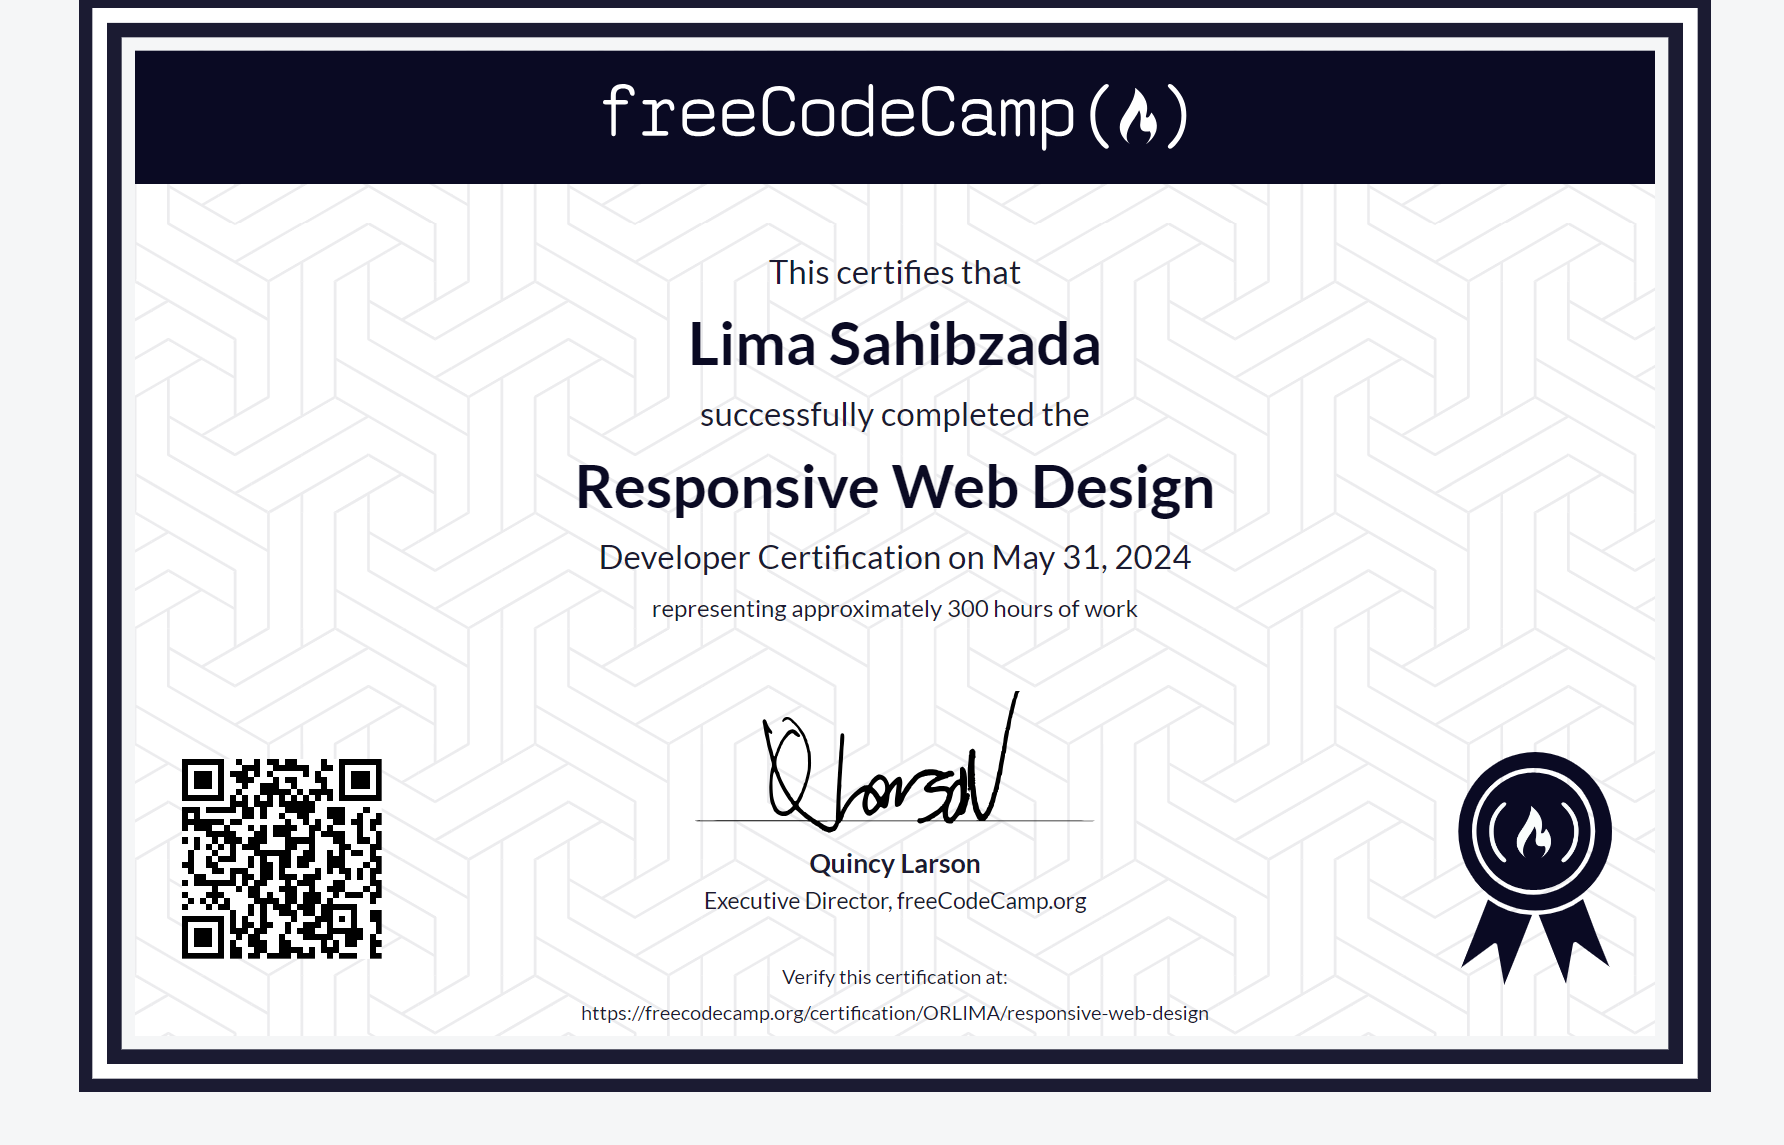 freeCodeCamp
This certifies that
Lima Sahibzada
successfully completed the
Responsive Web Design
Developer Certification on May 31, 2024
representing approximately 300 hours of work
Q Larson
Quincy Larson
Executive Director, freeCodeCamp.org
Verify this certification at:
https://freecodecamp.org/certification/ORLIMA/responsive-web-design